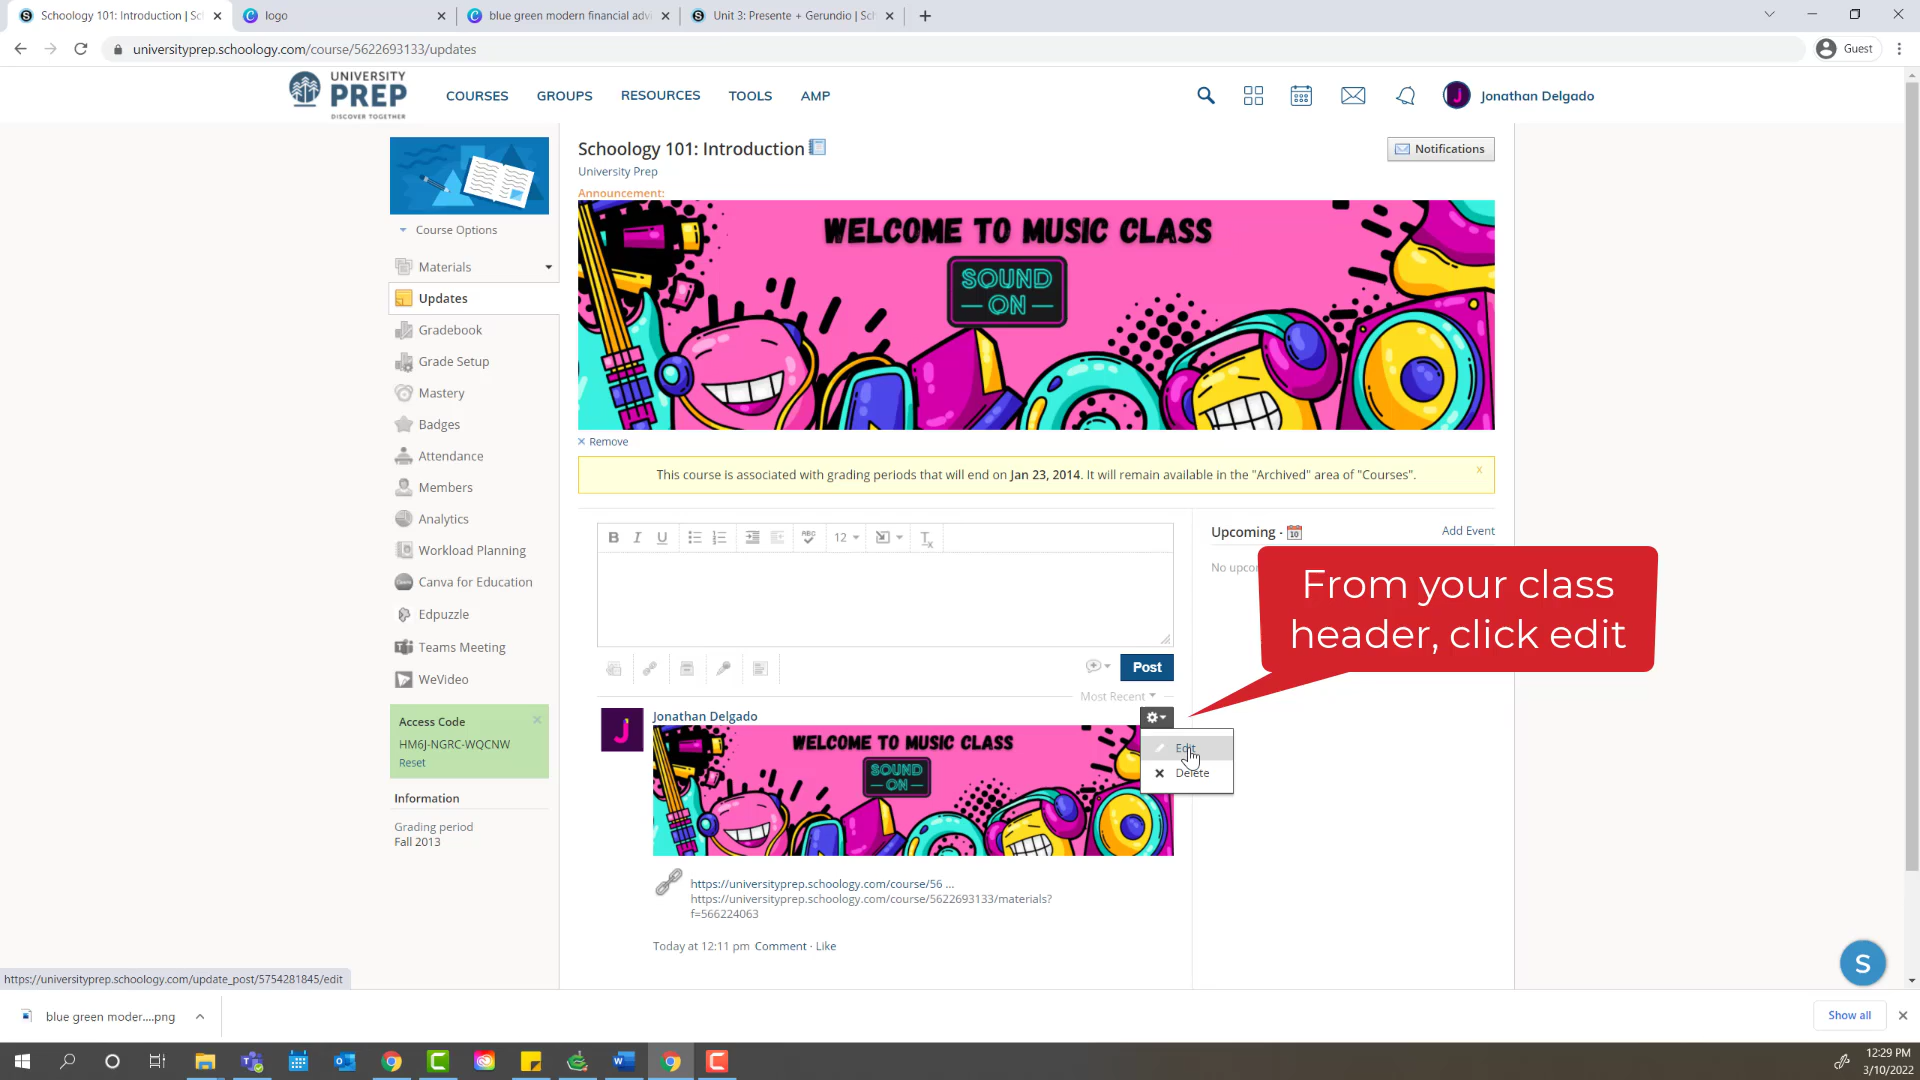 Schoology 101: Introduction | Sc
logo
blue green modern financial advi
Unit 3: Presente + Gerundio | Sch
universityprep.schoology.com/course/5622693133/updates
Guest
UNIVERSITY
PREP
DISCOVER TOGETHER
COURSES
GROUPS
RESOURCES
TOOLS
AMP
Jonathan Delgado
Schoology 101: Introduction
Notifications
University Prep
Announcement:
WELCOME TO MUSIC CLASS
SOUND
ON
Remove
This course is associated with grading periods that will end on Jan 23, 2014. It will remain available in the "Archived" area of "Courses".
Course Options
Materials
Updates
Gradebook
Grade Setup
Mastery
Badges
Attendance
Members
Analytics
Workload Planning
Canva for Education
Edpuzzle
Teams Meeting
WeVideo
Access Code
HM6J-NGRC-WQCNW
Reset
Information
Grading period
Fall 2013
B I U
ABC
12
Post
Most Recent
Upcoming ·
10
Add Event
No upco
From your class
header, click edit
J
Jonathan Delgado
Edit
Delete
WELCOME TO MUSIC CLASS
SOUND
ON
https://universityprep.schoology.com/course/56 ...
https://universityprep.schoology.com/course/5622693133/materials?
f=566224063
Today at 12:11 pm Comment · Like
S
https://universityprep.schoology.com/update_post/5754281845/edit
blue green moder....png
Show all
12:29 PM
3/10/2022